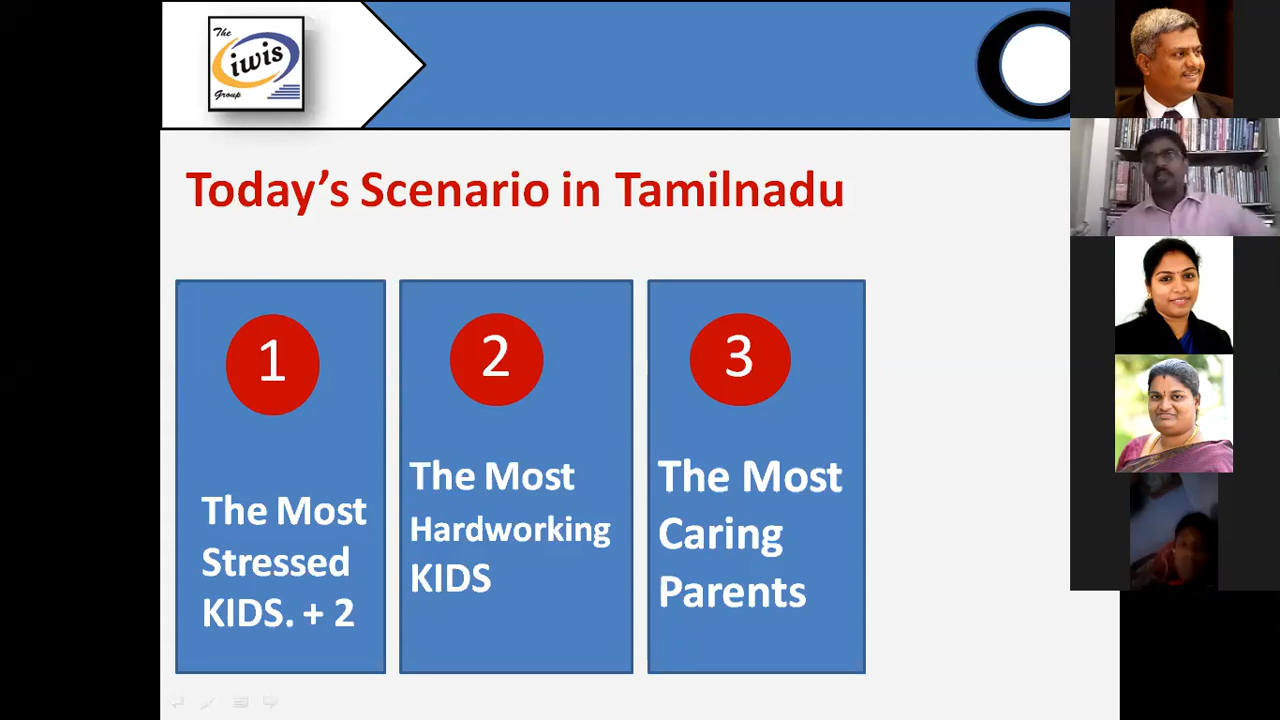 The
iwis
Group
Today's Scenario in Tamilnadu
1
The Most
Stressed
KIDS. + 2
2
The Most
Hardworking
KIDS
3
The Most
Caring
Parents